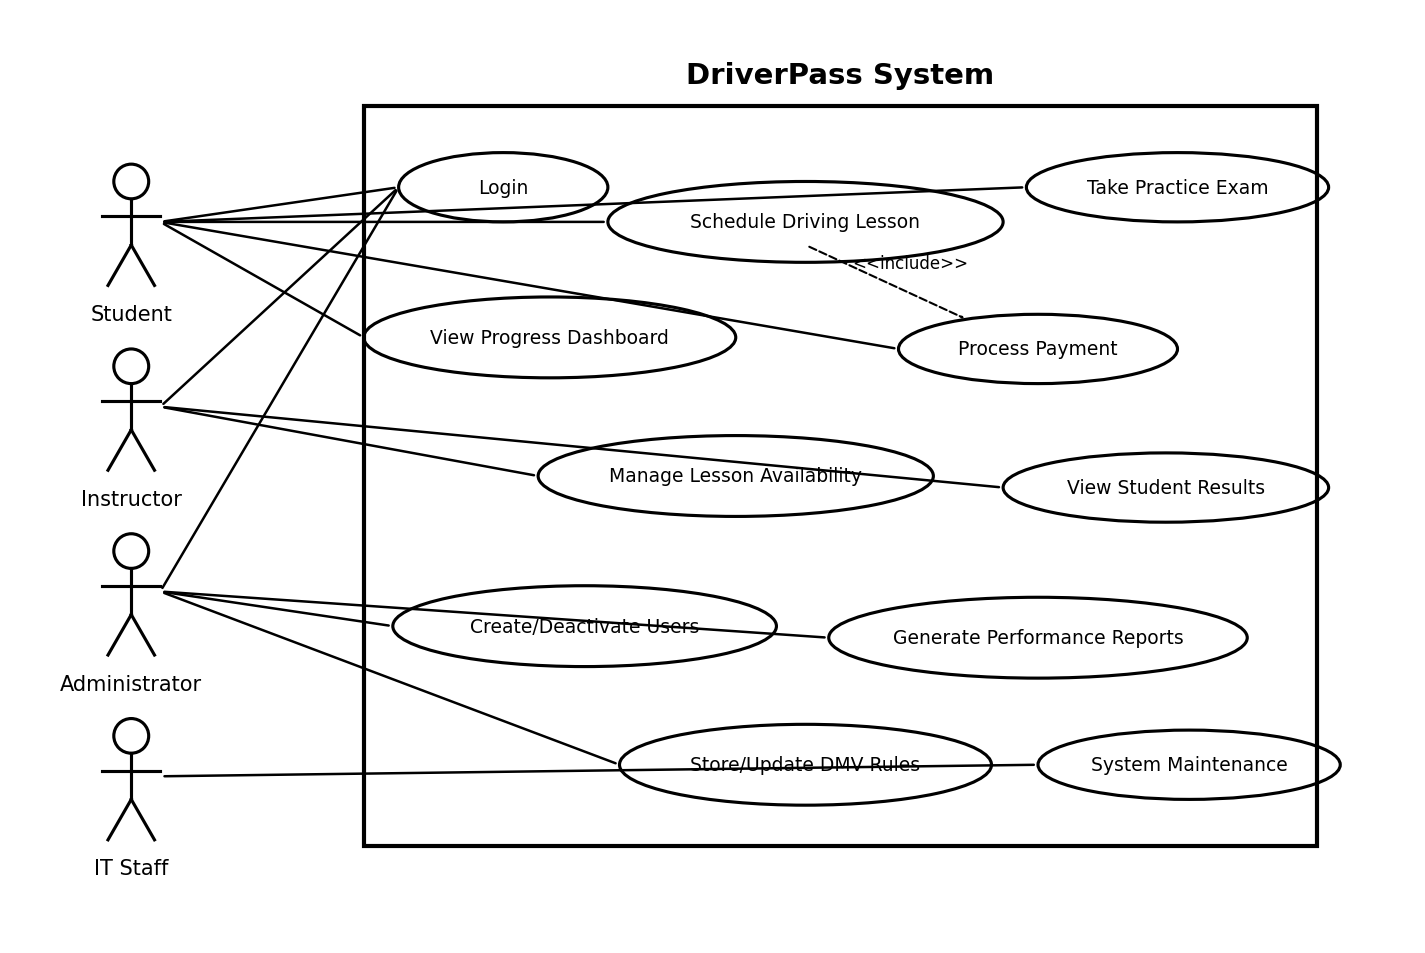 DriverPass System
Login
Take Practice Exam
Schedule Driving Lesson
<<include>>
Student
View Progress Dashboard
Process Payment
Manage Lesson Availability
View Student Results
Instructor
Create/Deactivate Users
Generate Performance Reports
Administrator
Store/Update DMV Rules
System Maintenance
IT Staff